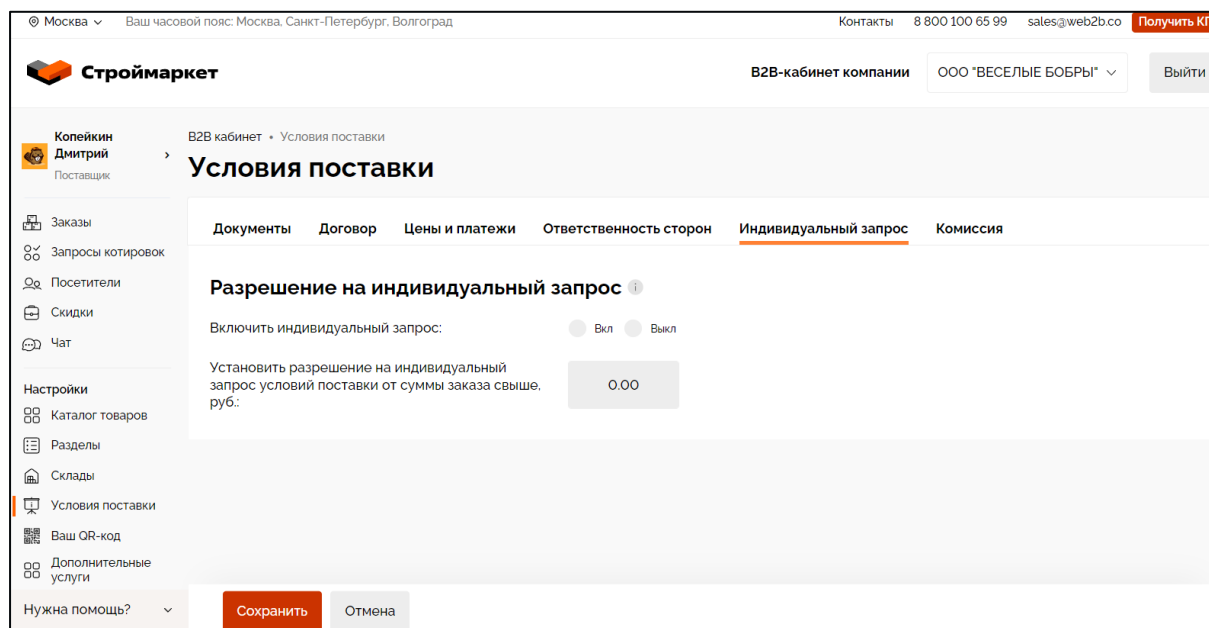 Москва
Ваш часовой пояс: Москва, Санкт-Петербург, Волгоград
Контакты
8 800 100 65 99
sales@web2b.co
Получить КП
Строймаркет
B2B-кабинет компании
ООО "ВЕСЕЛЫЕ БОБРЫ"
Выйти
Копейкин
Дмитрий
Поставщик
B2B кабинет • Условия поставки
Условия поставки
Заказы
Запросы котировок
Посетители
Скидки
Чат
Настройки
Каталог товаров
Разделы
Склады
Условия поставки
Ваш QR-код
Дополнительные
услуги
Нужна помощь?
Документы
Договор
Цены и платежи
Ответственность сторон
Индивидуальный запрос
Комиссия
Разрешение на индивидуальный запрос
Включить индивидуальный запрос:
Вкл
Выкл
Установить разрешение на индивидуальный
запрос условий поставки от суммы заказа свыше,
руб.:
0.00
Сохранить
Отмена